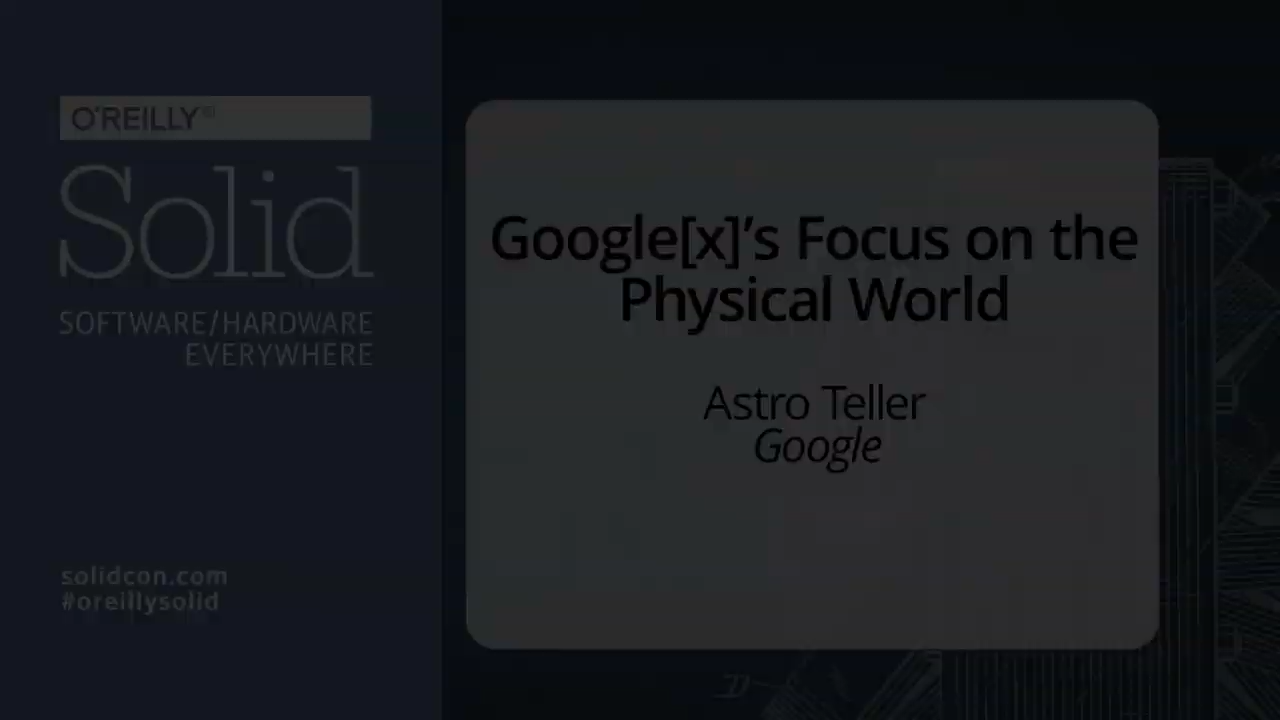 O'REILLY®
Solid
SOFTWARE/HARDWARE
EVERYWHERE
solidcon.com
#oreillysolid
Google[x]’s Focus on the
Physical World
Astro Teller
Google